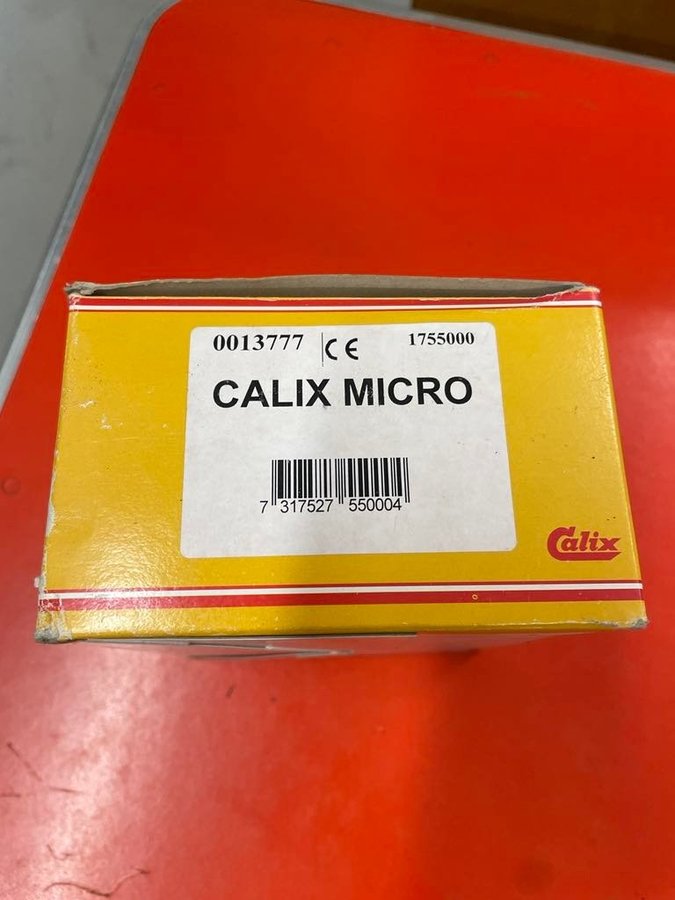 0013777 CE 1755000
CALIX MICRO
7 317527 550004
Calix